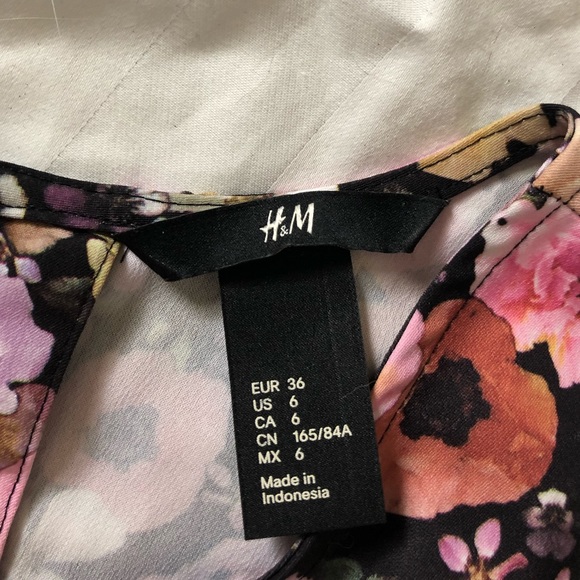 H&M
EUR 36
US 6
CA 6
CN 165/84A
MX 6
Made in
Indonesia